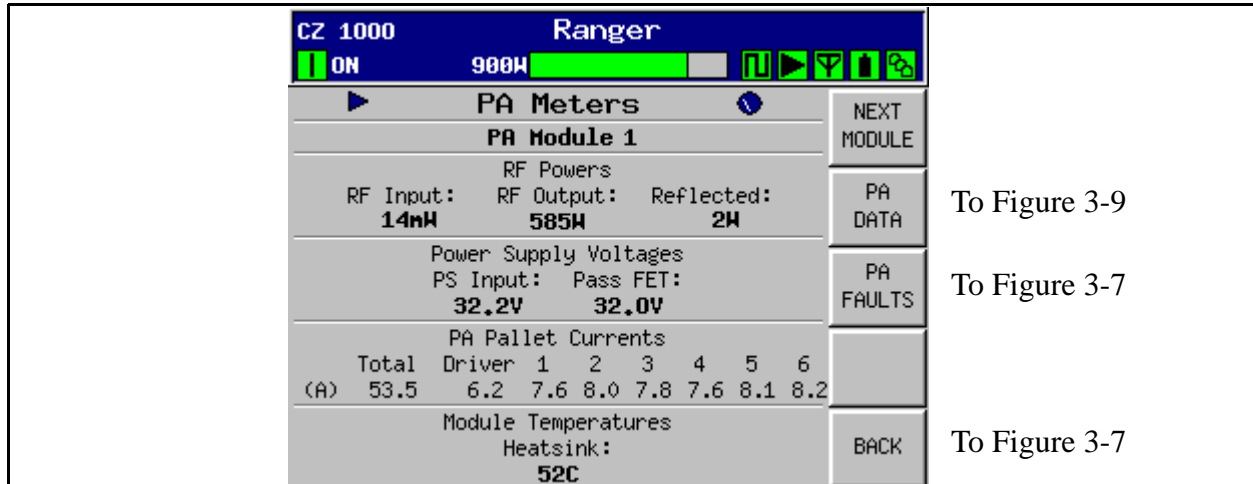 CZ 1000 Ranger
ON 900W
PA Meters
NEXT MODULE
PA Module 1
RF Powers
RF Input: RF Output: Reflected:
14mW 585W 2W
PA DATA To Figure 3-9
Power Supply Voltages
PS Input: Pass FET:
32.2V 32.0V
PA FAULTS To Figure 3-7
PA Pallet Currents
Total Driver 1 2 3 4 5 6
(A) 53.5 6.2 7.6 8.0 7.8 7.6 8.1 8.2
Module Temperatures
Heatsink:
52C
BACK To Figure 3-7